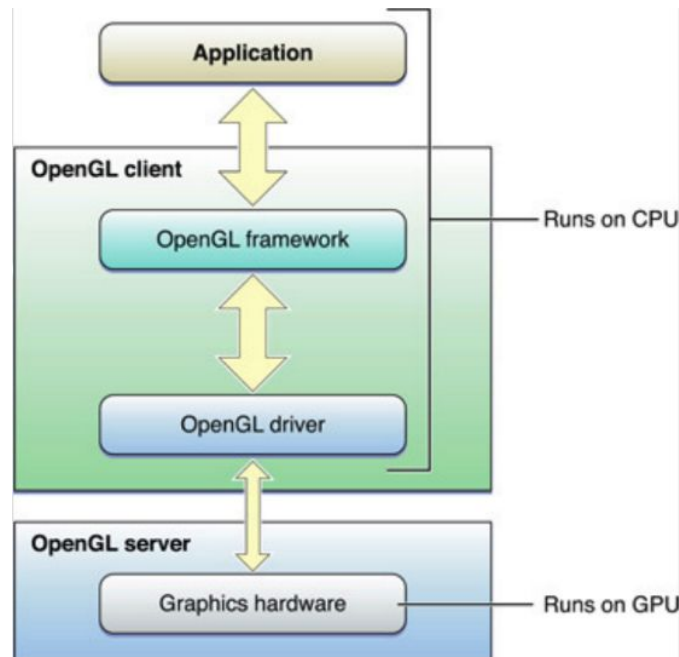 Application
OpenGL client
OpenGL framework
Runs on CPU
OpenGL driver
OpenGL server
Graphics hardware
Runs on GPU